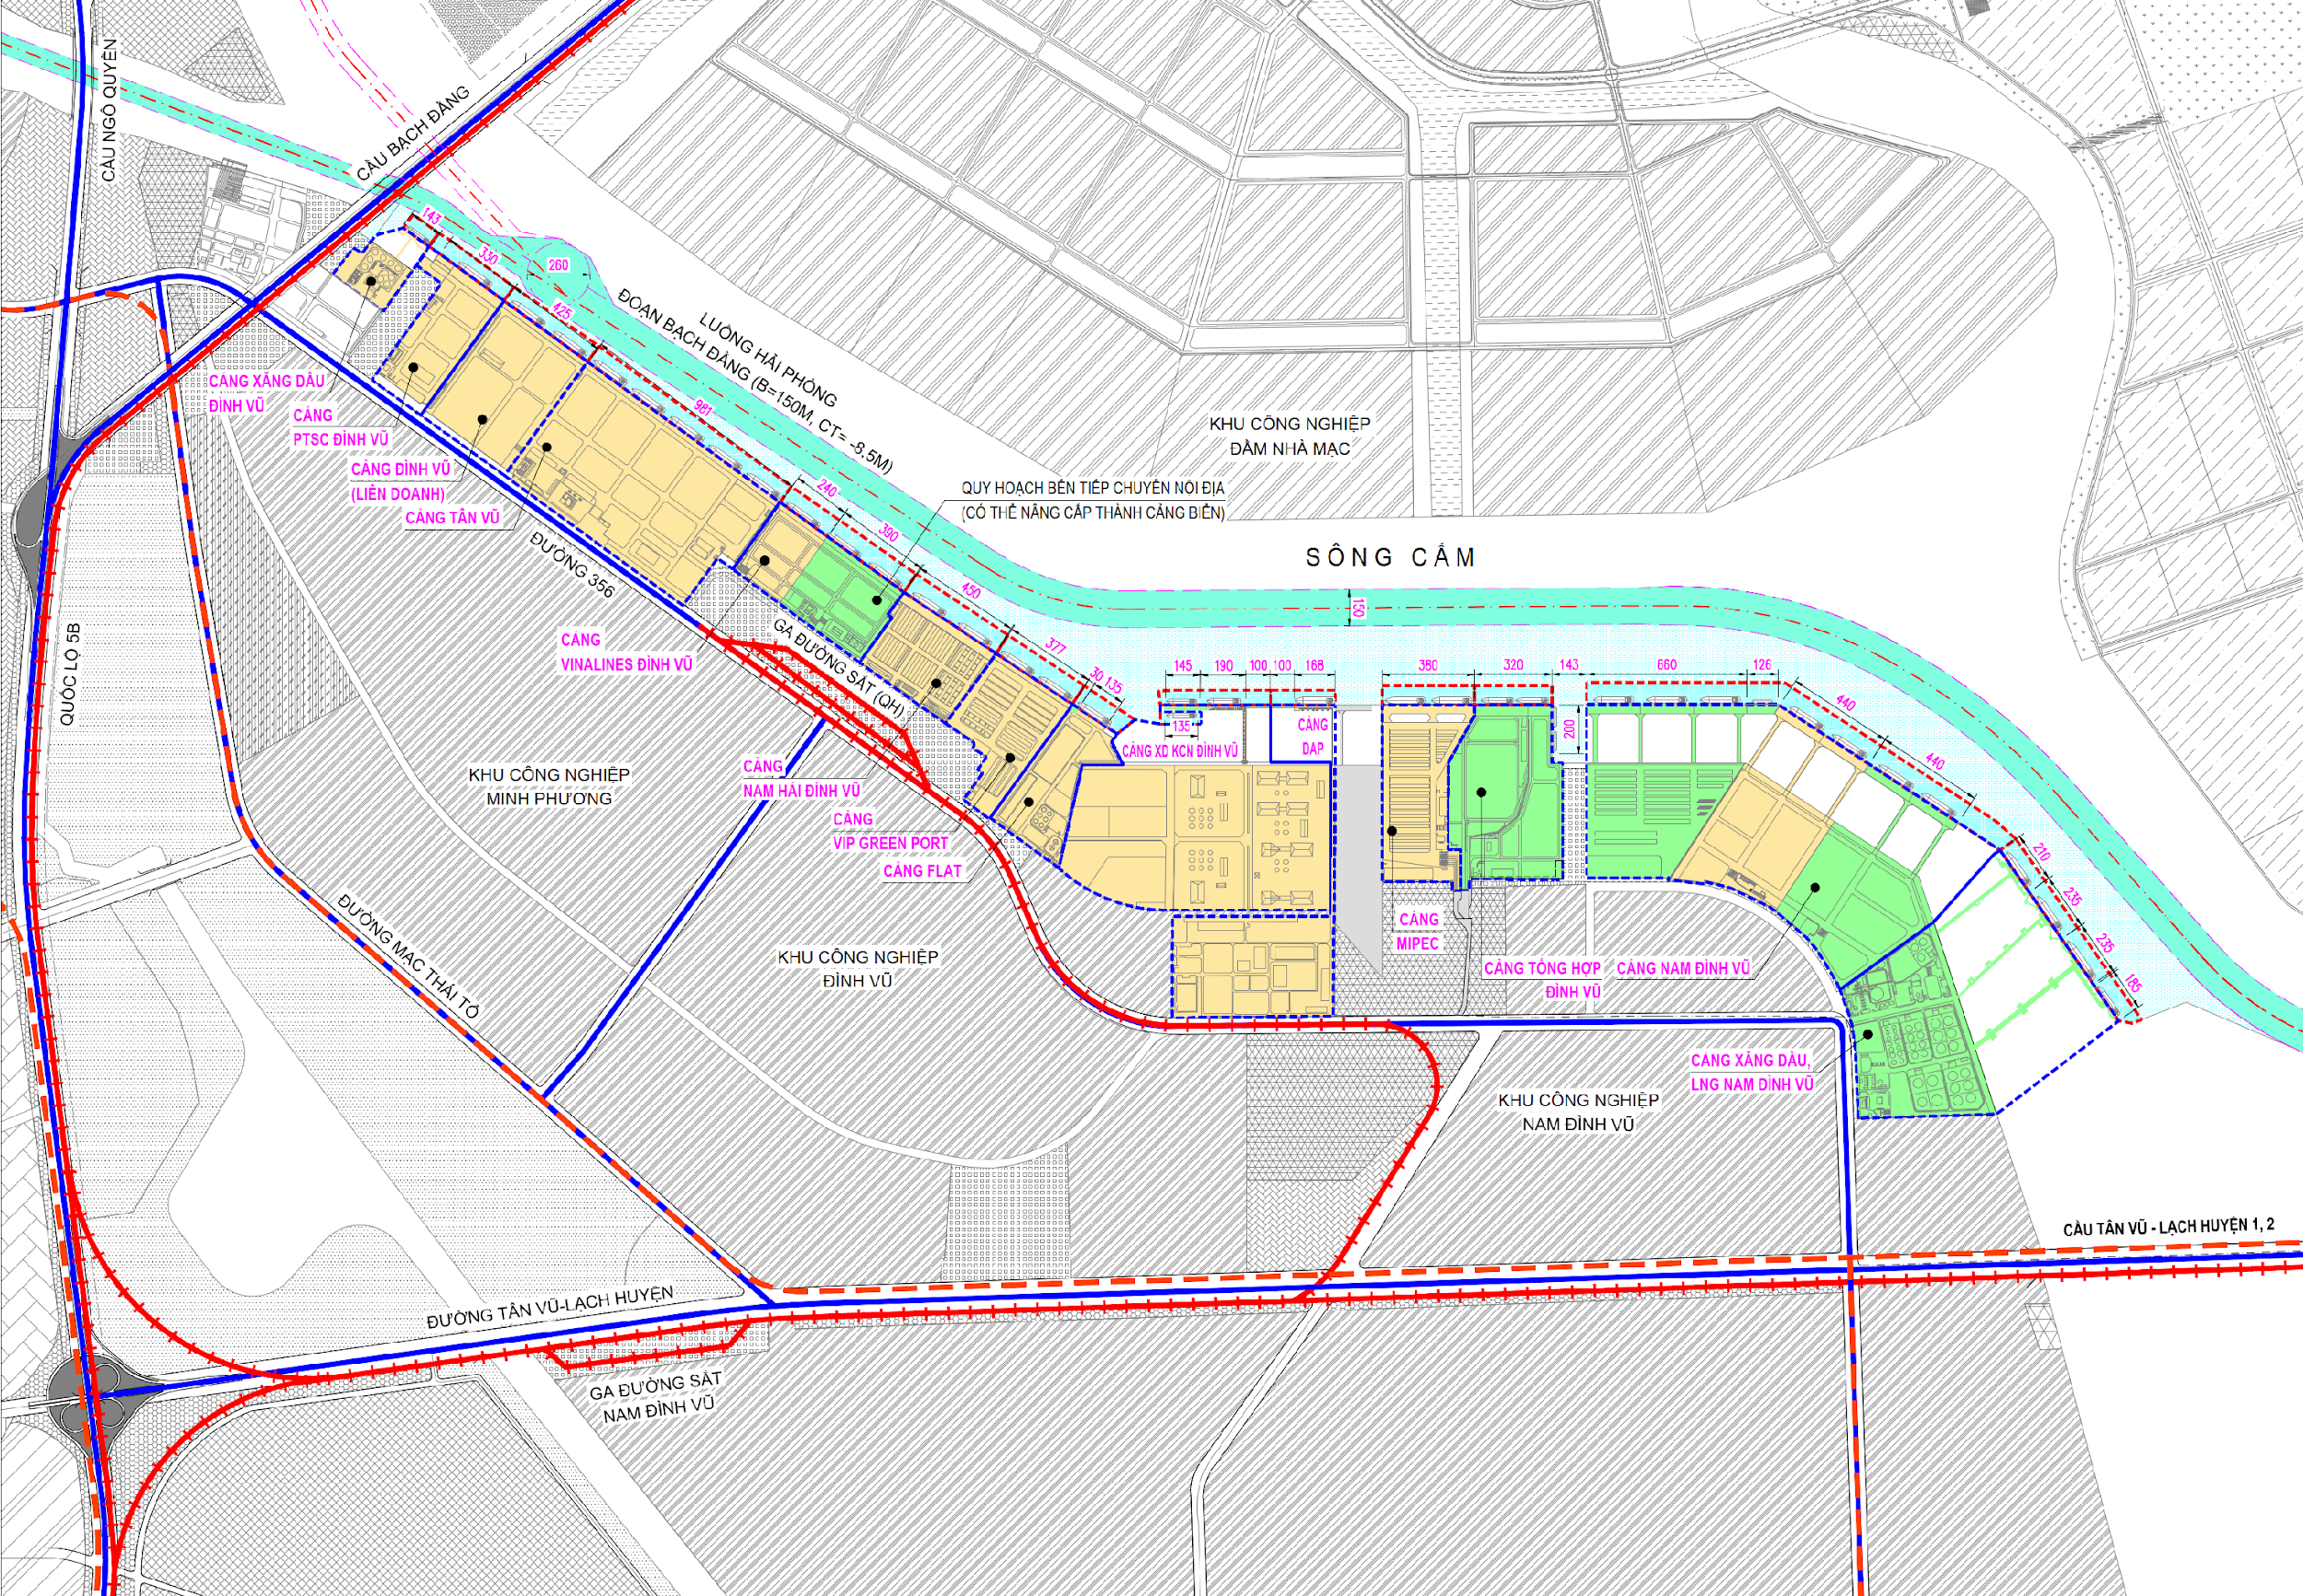 CẦU NGÔ QUYỀN
CẦU BẠCH ĐẰNG
143
330
260
425
LUỒNG HẢI PHÒNG
ĐOẠN BẠCH ĐẰNG (B=150M, CT= -8,5M)
981
CẢNG XĂNG DẦU
ĐÌNH VŨ
CẢNG
PTSC ĐÌNH VŨ
CẢNG ĐÌNH VŨ
(LIÊN DOANH)
CẢNG TÂN VŨ
KHU CÔNG NGHIỆP
ĐẦM NHÀ MẠC
240
QUY HOẠCH BẾN TIẾP CHUYỂN NỘI ĐỊA
(CÓ THỂ NÂNG CẤP THÀNH CẢNG BIỂN)
390
SÔNG CẤM
ĐƯỜNG 356
450
150
377
QUỐC LỘ 5B
CẢNG
VINALINES ĐÌNH VŨ
GA ĐƯỜNG SẮT (QH)
30
135
145
190
100
100
168
380
320
143
660
126
440
440
135
200
CẢNG XD KCN ĐÌNH VŨ
CẢNG
DAP
KHU CÔNG NGHIỆP
MINH PHƯƠNG
CẢNG
NAM HẢI ĐÌNH VŨ
CẢNG
VIP GREEN PORT
CẢNG FLAT
210
235
235
185
ĐƯỜNG MẠC THÁI TỔ
KHU CÔNG NGHIỆP
ĐÌNH VŨ
CẢNG
MIPEC
CẢNG TỔNG HỢP
ĐÌNH VŨ
CẢNG NAM ĐÌNH VŨ
CẢNG XĂNG DẦU,
LNG NAM ĐÌNH VŨ
KHU CÔNG NGHIỆP
NAM ĐÌNH VŨ
CẦU TÂN VŨ - LẠCH HUYỆN 1, 2
ĐƯỜNG TÂN VŨ-LẠCH HUYỆN
GA ĐƯỜNG SẮT
NAM ĐÌNH VŨ